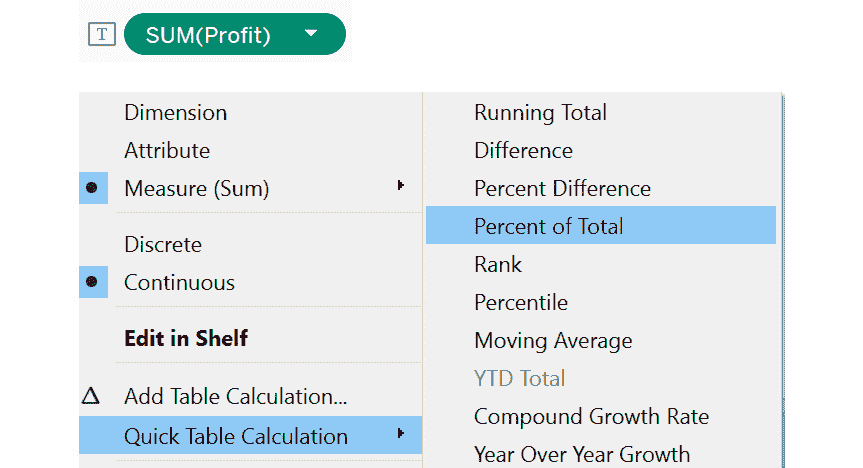 T SUM(Profit)
Dimension
Attribute
Measure (Sum)
Discrete
Continuous
Edit in Shelf
Add Table Calculation...
Quick Table Calculation
Running Total
Difference
Percent Difference
Percent of Total
Rank
Percentile
Moving Average
YTD Total
Compound Growth Rate
Year Over Year Growth